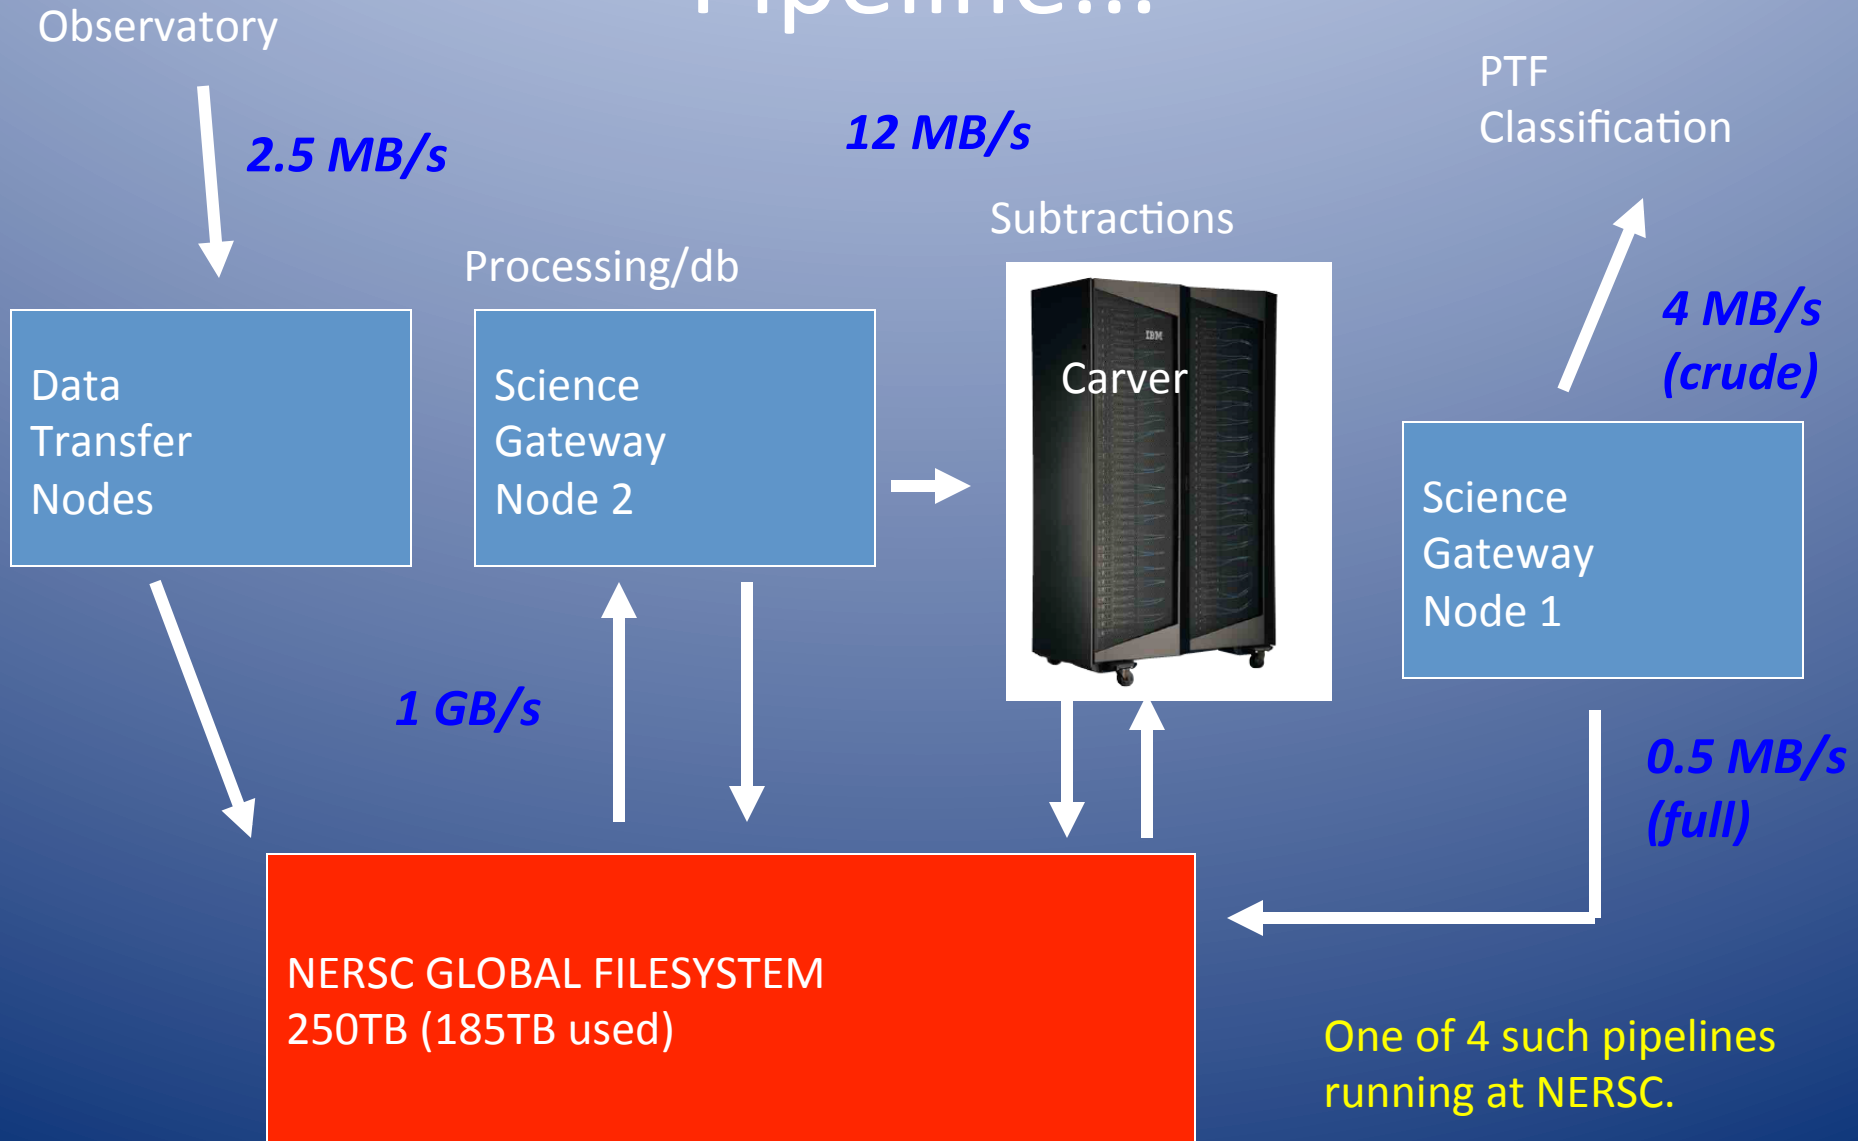 Pipeline...
Observatory
PTF
Classification
2.5 MB/s
12 MB/s
Subtractions
Processing/db
4 MB/s
(crude)
Data
Transfer
Nodes
Science
Gateway
Node 2
IBM
Carver
Science
Gateway
Node 1
1 GB/s
0.5 MB/s
(full)
NERSC GLOBAL FILESYSTEM
250TB (185TB used)
One of 4 such pipelines
running at NERSC.